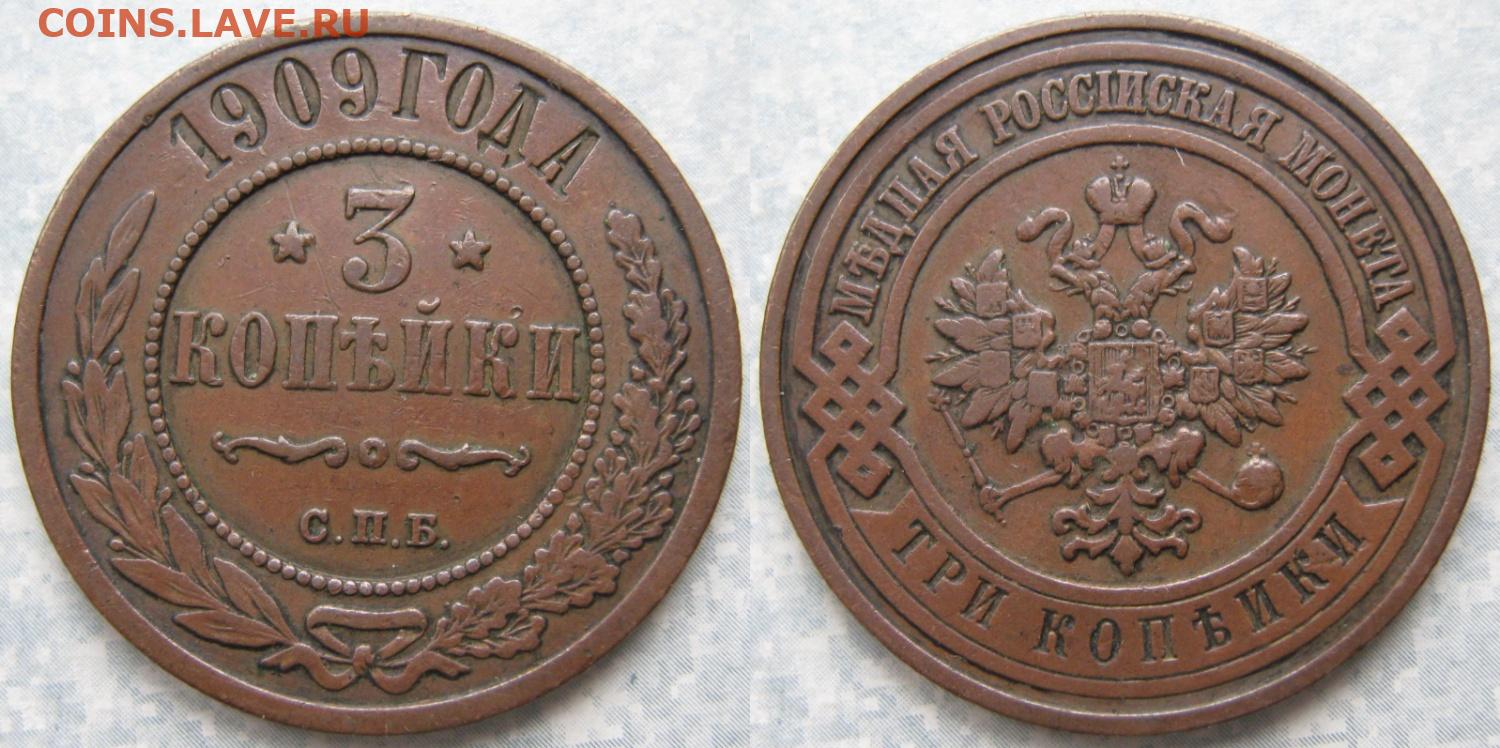 COINS.LAVE.RU
1909 ГОДА
3
КОПѢЙКИ
С.П.Б.
МѢДНАЯ РОССІЙСКАЯ МОНЕТА
ТРИ КОПѢЙКИ